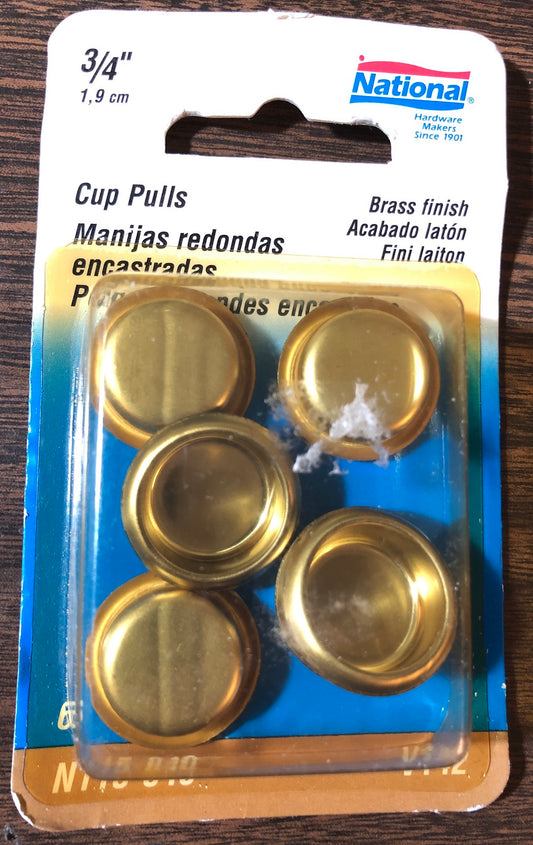 3/4"
1,9 cm
National®
Hardware
Makers
Since 1901
Cup Pulls
Manijas redondas
encastradas
Brass finish
Acabado latón
Fini laiton
V142